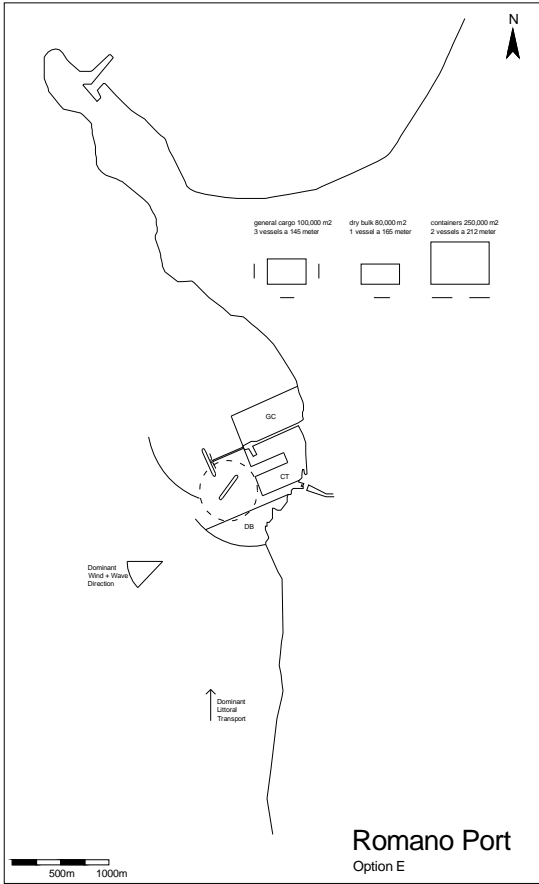 N
general cargo 100,000 m2
3 vessels a 145 meter
dry bulk 80,000 m2
1 vessel a 165 meter
containers 250,000 m2
2 vessels a 212 meter
GC
CT
DB
Dominant
Wind + Wave
Direction
Dominant
Littoral
Transport
Romano Port
Option E
500m
1000m